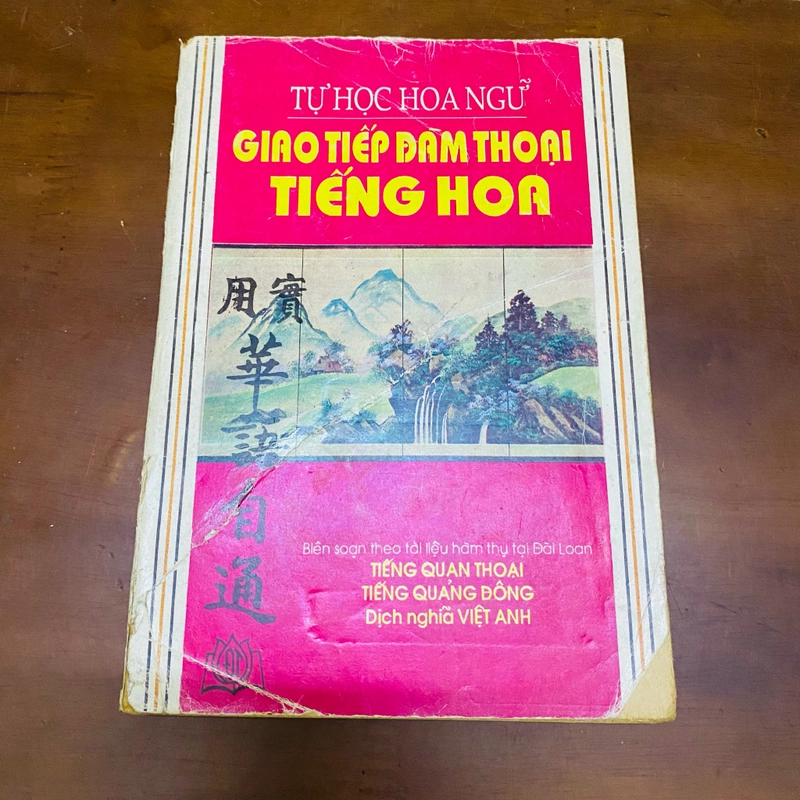 TỰ HỌC HOA NGỮ
GIAO TIẾP ĐÀM THOẠI
TIẾNG HOA
實用
華語自通
Biên soạn theo tài liệu hàm thụ tại Đài Loan
TIẾNG QUAN THOẠI
TIẾNG QUẢNG ĐÔNG
Dịch nghĩa VIỆT ANH